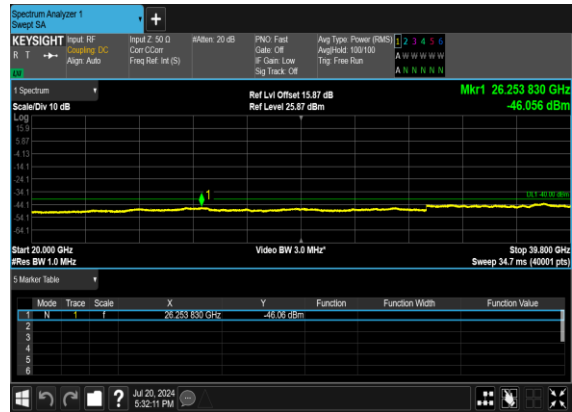 Spectrum Analyzer 1
Swept SA
KEYSIGHT Input: RF Input Z: 50 Ω #Atten: 20 dB PNO: Fast Avg Type: Power (RMS) 1 2 3 4 5 6
R T Coupling: DC Corr CCorr Gate: Off Avg|Hold: 100/100 A W W W W W
Align: Auto Freq Ref: Int (S) IF Gain: Low Trig: Free Run
Sig Track: Off A N N N N N
1 Spectrum Ref Lvl Offset 15.87 dB Mkr1 26.253 830 GHz
Scale/Div 10 dB Ref Level 25.87 dBm -46.056 dBm
Log
15.9
5.87
-4.13
-14.1
-24.1
-34.1 1 DL1 -40.00 dBm
-44.1
-54.1
-64.1
Start 20.000 GHz Video BW 3.0 MHz* Stop 39.800 GHz
#Res BW 1.0 MHz Sweep 34.7 ms (40001 pts)
5 Marker Table
Mode Trace Scale X Y Function Function Width Function Value
1 N 1 f 26.253 830 GHz -46.06 dBm
2
3
4
5
6
? Jul 20, 2024
5:32:11 PM